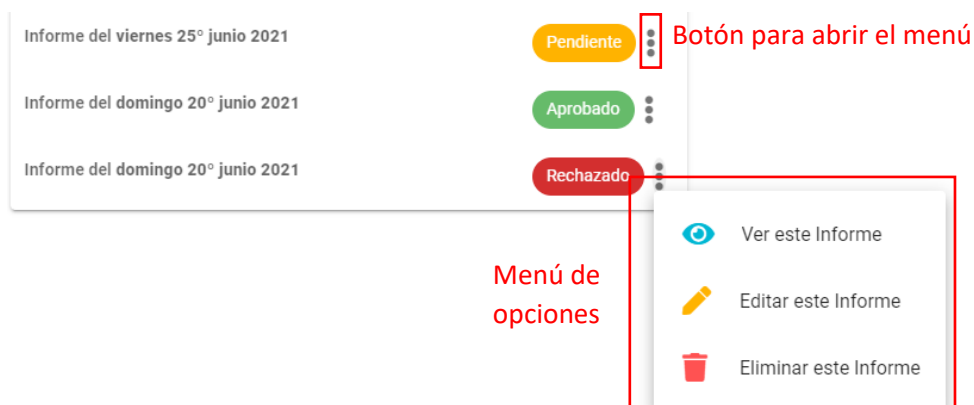 Informe del viernes 25° junio 2021 Pendiente Botón para abrir el menú
Informe del domingo 20° junio 2021 Aprobado
Informe del domingo 20° junio 2021 Rechazado
Ver este Informe
Menú de
opciones
Editar este Informe
Eliminar este Informe